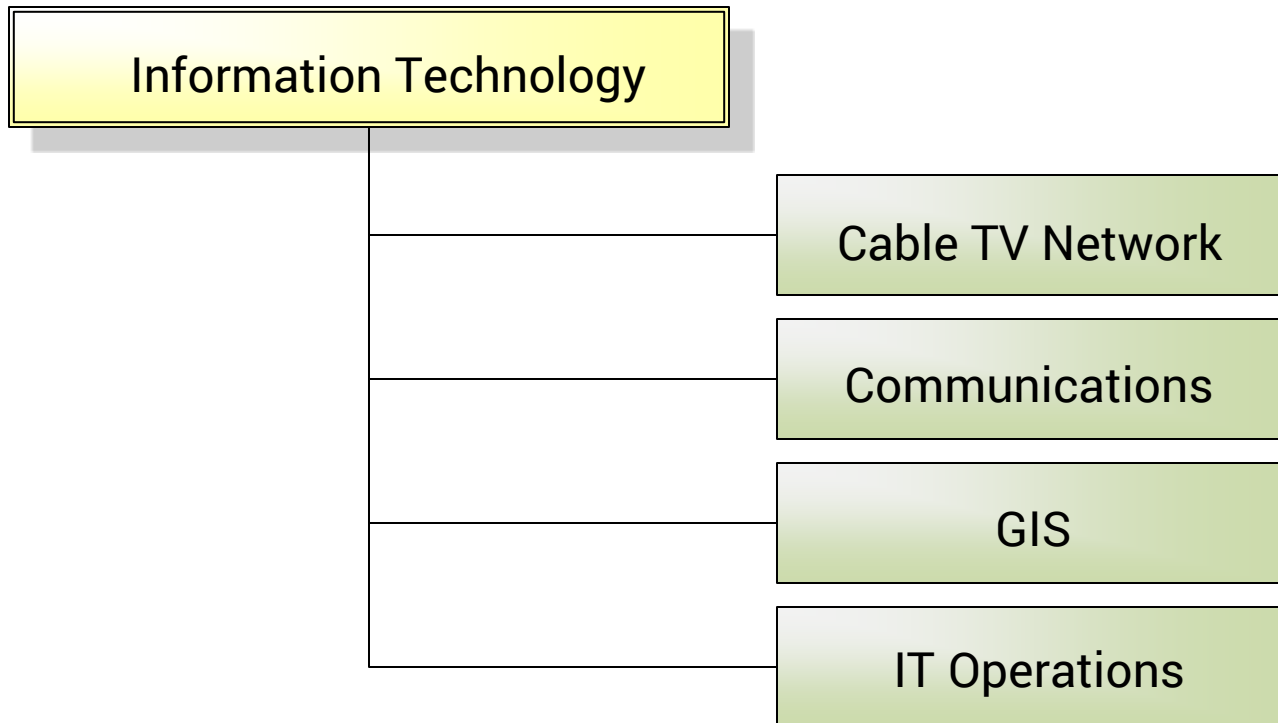 Information Technology
Cable TV Network
Communications
GIS
IT Operations